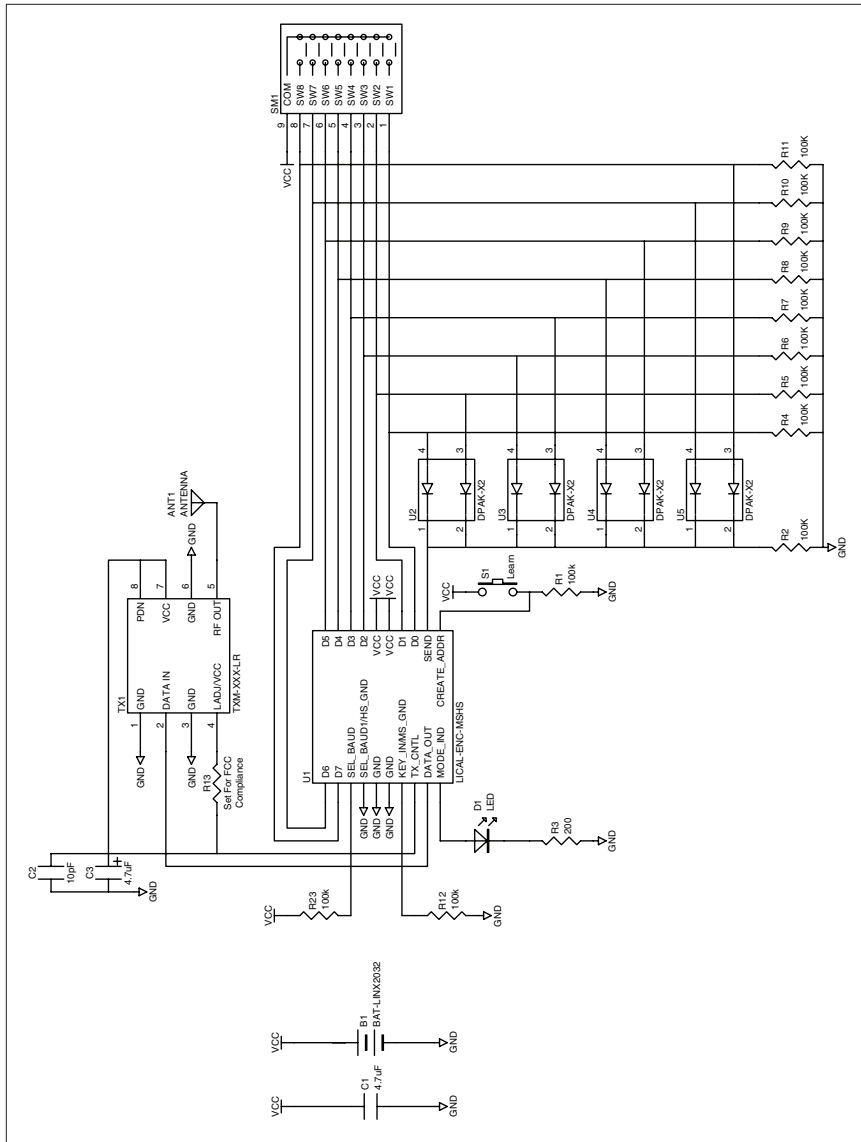 SM1
COM
SW8
SW7
SW6
SW5
SW4
SW3
SW2
SW1
9
8
7
6
5
4
3
2
1
VCC
R11
100K
R10
100K
R9
100K
R8
100K
R7
100K
R6
100K
R5
100K
R4
100K
R2
100K
GND
ANT1
ANTENNA
TX1
GND
DATA IN
GND
LADJ/VCC
PDN
VCC
GND
RF OUT
TXM-XXX-LR
1
2
3
4
8
7
6
5
GND
GND
GND
R13
Set For FCC
Compliance
C2
10pF
C3
4.7uF
+
GND
U2
1
2
4
3
DPAK-X2
U3
1
2
4
3
DPAK-X2
U4
1
2
4
3
DPAK-X2
U5
1
2
4
3
DPAK-X2
U1
D6
D7
SEL_BAUD
SEL_BAUD1/HS_GND
GND
GND
KEY_IN/MS_GND
TX_CNTL
DATA_OUT
MODE_IND
D5
D4
D3
D2
VCC
VCC
D1
D0
SEND
CREATE_ADDR
LICAL-ENC-MSHS
VCC
VCC
GND
GND
GND
VCC
S1
Learn
R1
100k
GND
D1
LED
R3
200
GND
VCC
R23
100k
R12
100k
GND
VCC
B1
BAT-LINX2032
GND
VCC
C1
4.7uF
GND